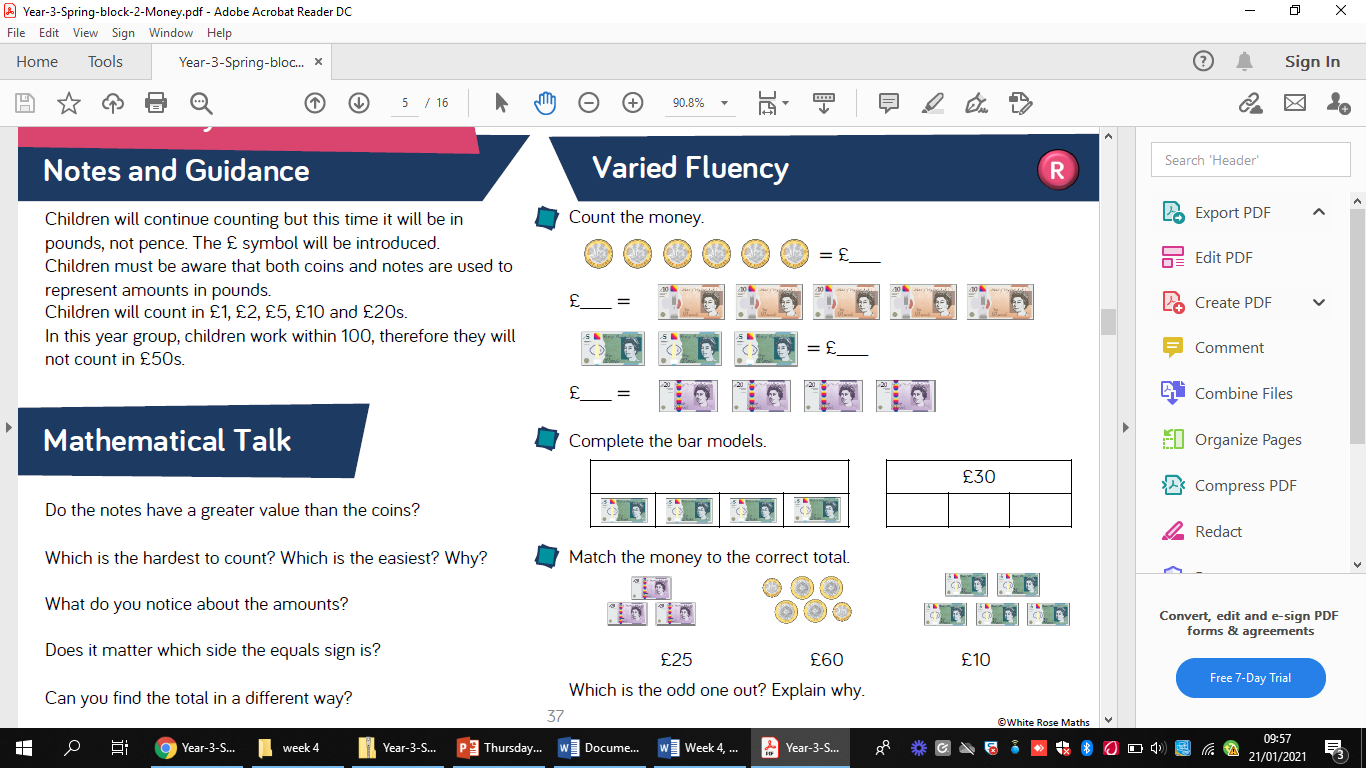 Year-3-Spring-block-2-Money.pdf - Adobe Acrobat Reader DC
File Edit View Sign Window Help
Home Tools Year-3-Spring-bloc... × Sign In
5 / 16 90.8%
Notes and Guidance
Children will continue counting but this time it will be in
pounds, not pence. The £ symbol will be introduced.
Children must be aware that both coins and notes are used to
represent amounts in pounds.
Children will count in £1, £2, £5, £10 and £20s.
In this year group, children work within 100, therefore they will
not count in £50s.
Mathematical Talk
Do the notes have a greater value than the coins?
Which is the hardest to count? Which is the easiest? Why?
What do you notice about the amounts?
Does it matter which side the equals sign is?
Can you find the total in a different way?
Varied Fluency
R
Count the money.
= £___
£___ =
= £___
£___ =
Complete the bar models.
£30
Match the money to the correct total.
£25 £60 £10
Which is the odd one out? Explain why.
37
©White Rose Maths
Search 'Header'
Export PDF
Edit PDF
Create PDF
Comment
Combine Files
Organize Pages
Compress PDF
Redact
Convert, edit and e-sign PDF
forms & agreements
Free 7-Day Trial
Year-3-S... week 4 Year-3-S... Thursday... Docume... Week 4, ... Year-3-S... 09:57
21/01/2021
3